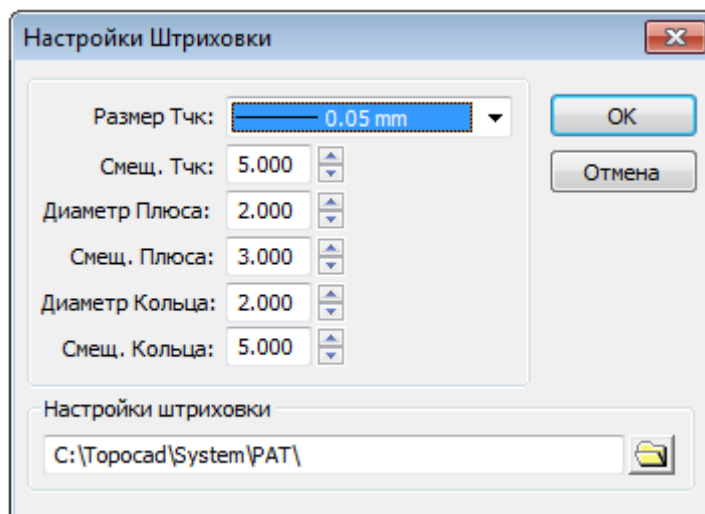 Настройки Штриховки
Размер Тчк: 0.05 mm
OK
Смещ. Тчк: 5.000
Отмена
Диаметр Плюса: 2.000
Смещ. Плюса: 3.000
Диаметр Кольца: 2.000
Смещ. Кольца: 5.000
Настройки штриховки
C:\Topocad\System\PAT\